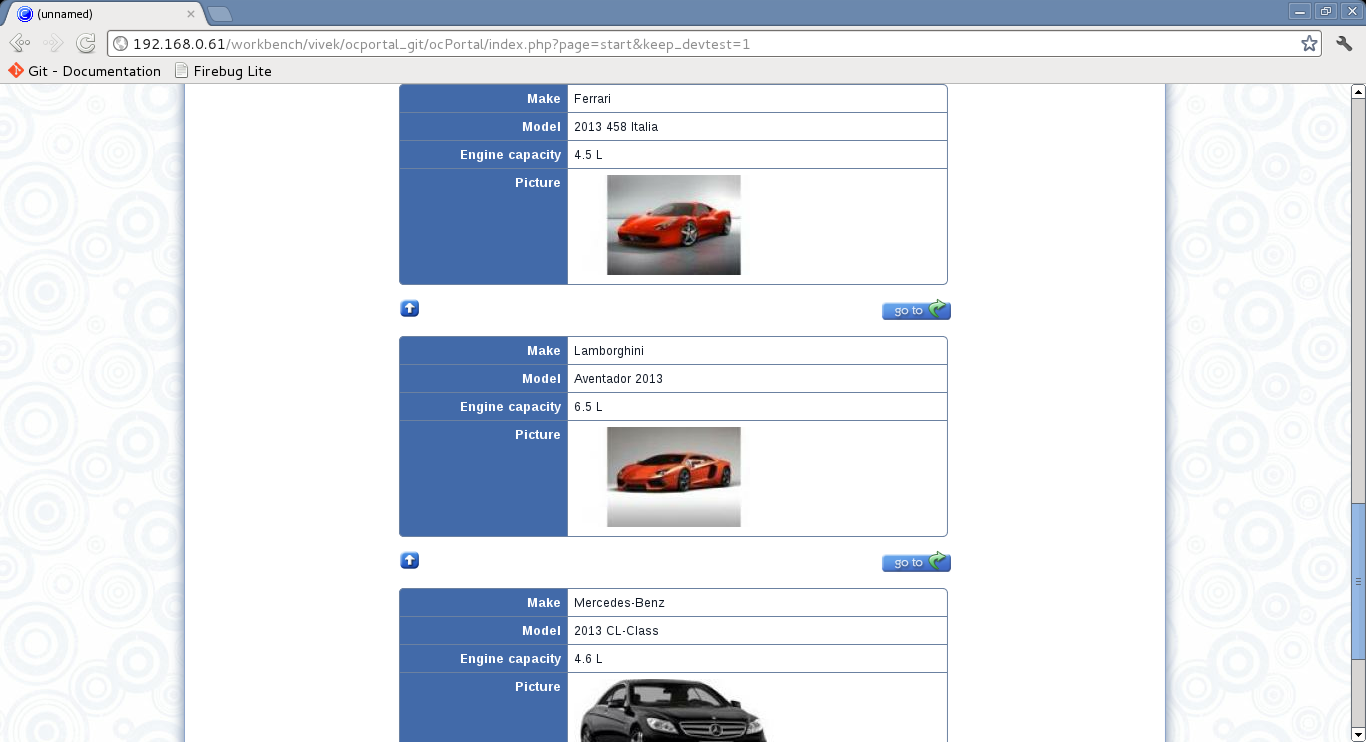 (unnamed)
192.168.0.61/workbench/vivek/ocportal_git/ocPortal/index.php?page=start&keep_devtest=1
Git - Documentation Firebug Lite
Make Ferrari
Model 2013 458 Italia
Engine capacity 4.5 L
Picture
go to
Make Lamborghini
Model Aventador 2013
Engine capacity 6.5 L
Picture
go to
Make Mercedes-Benz
Model 2013 CL-Class
Engine capacity 4.6 L
Picture